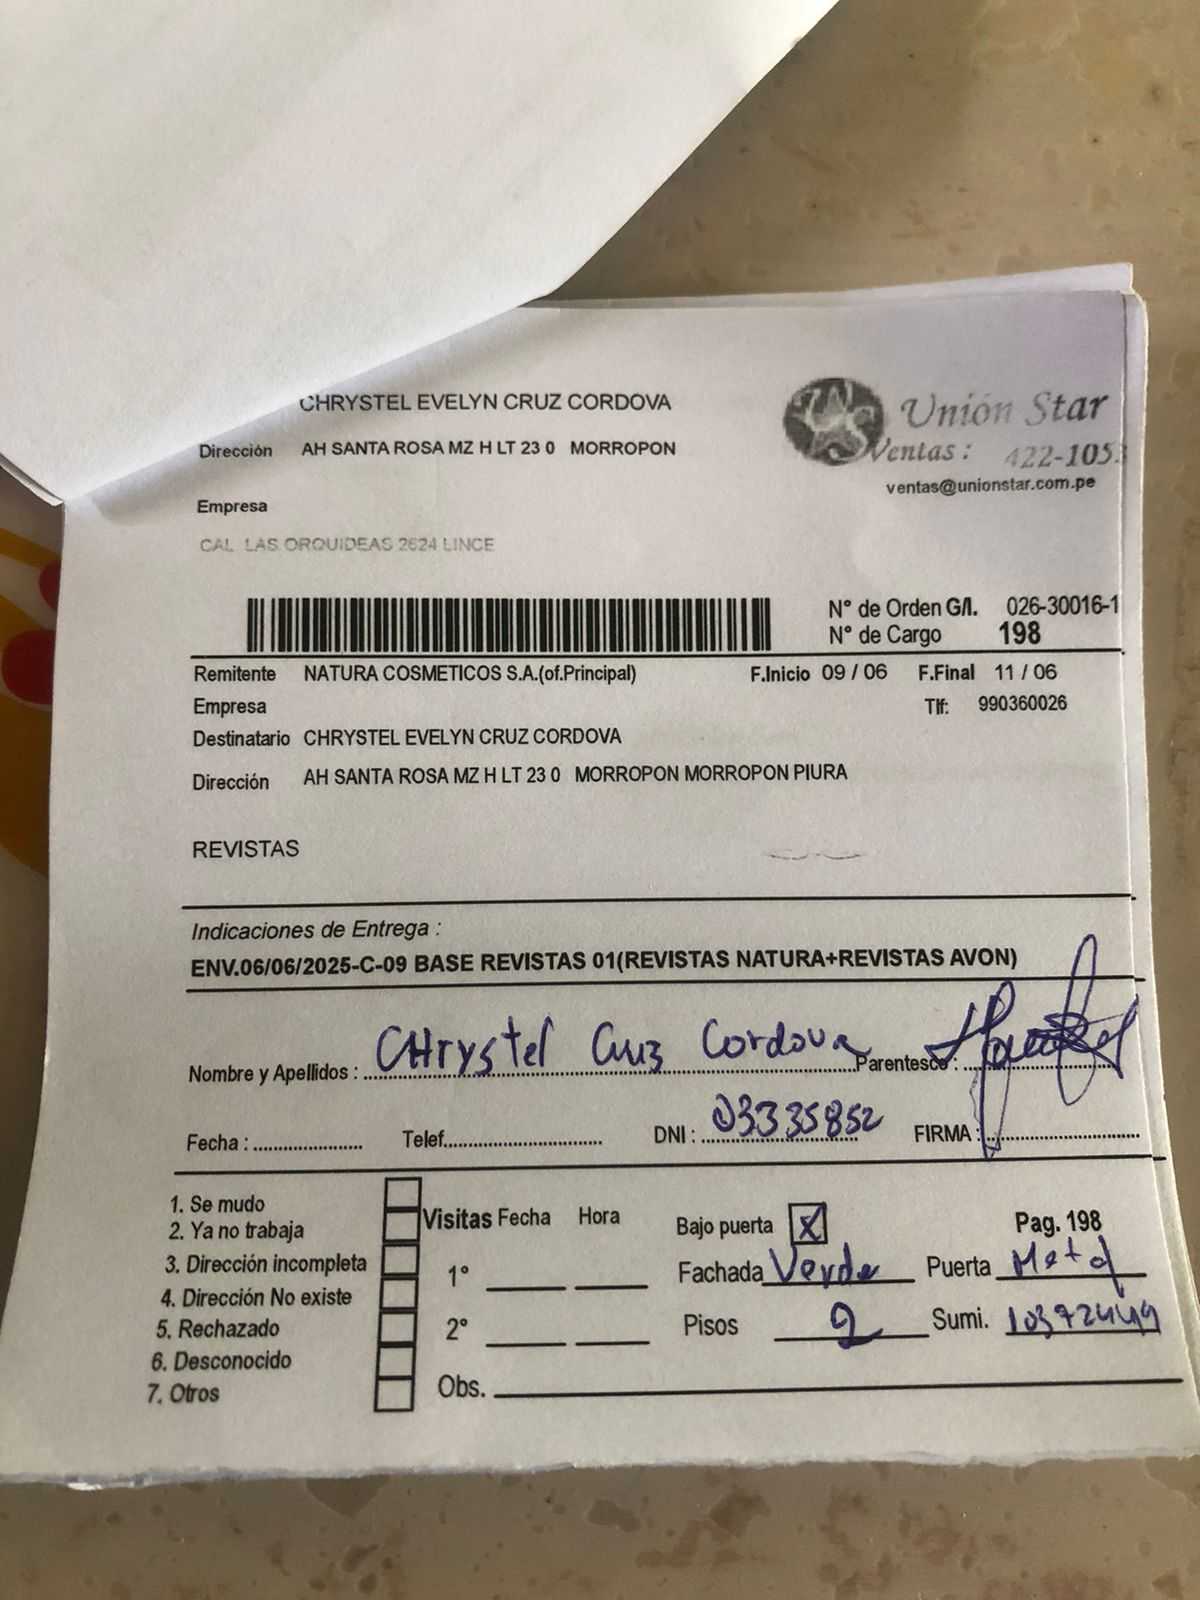 CHRYSTEL EVELYN CRUZ CORDOVA
Dirección AH SANTA ROSA MZ H LT 23 0 MORROPON
Unión Star
Ventas: 422-1053
ventas@unionstar.com.pe
Empresa
CAL LAS ORQUIDEAS 2624 LINCE
N° de Orden G/I. 026-30016-1
N° de Cargo 198
Remitente NATURA COSMETICOS S.A.(of.Principal) F.Inicio 09 / 06 F.Final 11 / 06
Empresa Tlf: 990360026
Destinatario CHRYSTEL EVELYN CRUZ CORDOVA
Dirección AH SANTA ROSA MZ H LT 23 0 MORROPON MORROPON PIURA
REVISTAS
Indicaciones de Entrega :
ENV.06/06/2025-C-09 BASE REVISTAS 01(REVISTAS NATURA+REVISTAS AVON)
Nombre y Apellidos : CHrystel Cruz Cordova Parentesco :
Fecha : Telef. DNI : 03335852 FIRMA :
1. Se mudo
2. Ya no trabaja
3. Dirección incompleta
4. Dirección No existe
5. Rechazado
6. Desconocido
7. Otros
Visitas Fecha Hora
1°
2°
Obs.
Bajo puerta X Pag. 198
Fachada Verde Puerta Metal
Pisos 2 Sumi. 103724419